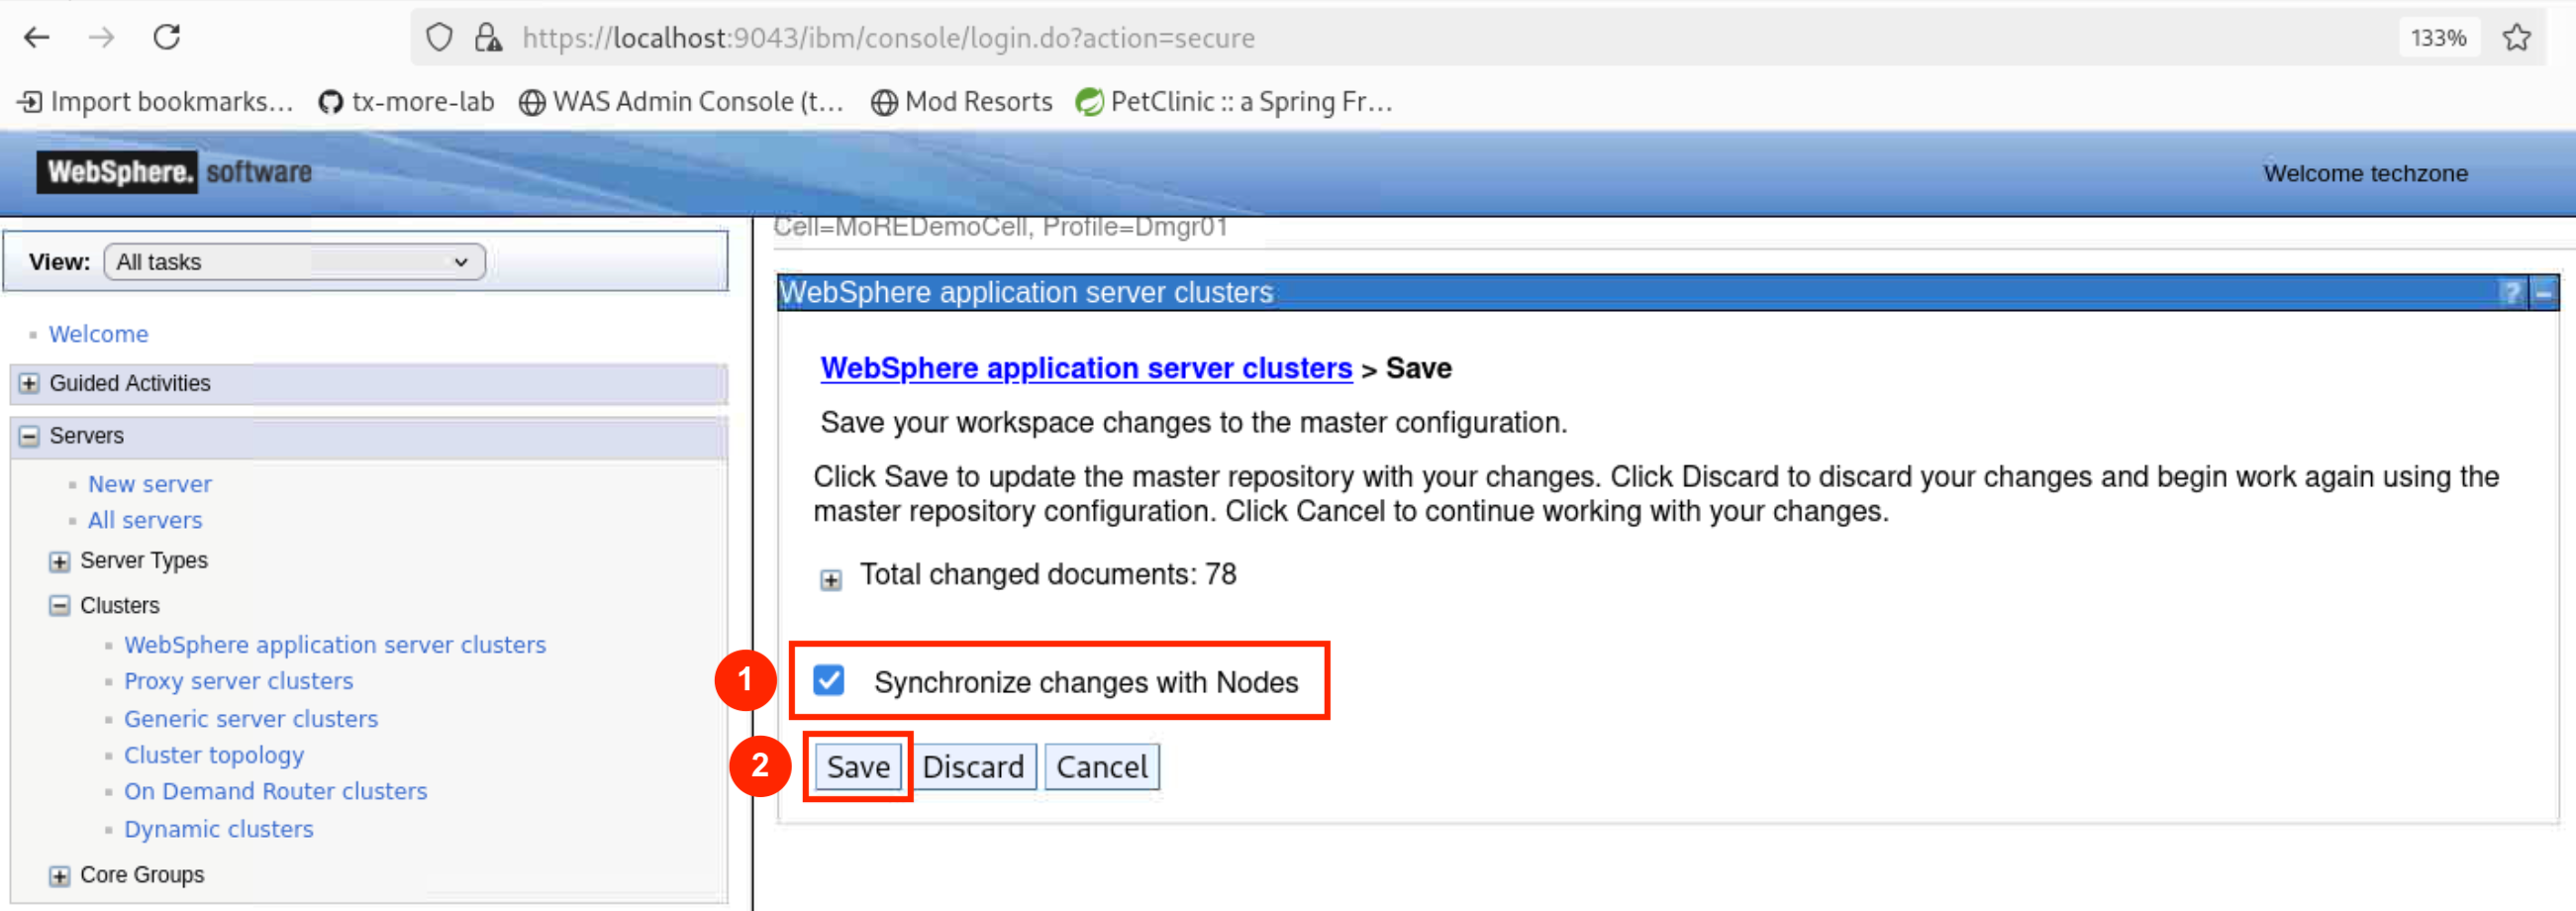 https://localhost:9043/ibm/console/login.do?action=secure
133%
Import bookmarks...
tx-more-lab
WAS Admin Console (t...
Mod Resorts
PetClinic :: a Spring Fr...
WebSphere. software
Welcome techzone
View: All tasks
Welcome
Guided Activities
Servers
New server
All servers
Server Types
Clusters
WebSphere application server clusters
Proxy server clusters
Generic server clusters
Cluster topology
On Demand Router clusters
Dynamic clusters
Core Groups
Cell=MoREDemoCell, Profile=Dmgr01
WebSphere application server clusters
?
WebSphere application server clusters > Save
Save your workspace changes to the master configuration.
Click Save to update the master repository with your changes. Click Discard to discard your changes and begin work again using the
master repository configuration. Click Cancel to continue working with your changes.
Total changed documents: 78
1
Synchronize changes with Nodes
2
Save Discard Cancel